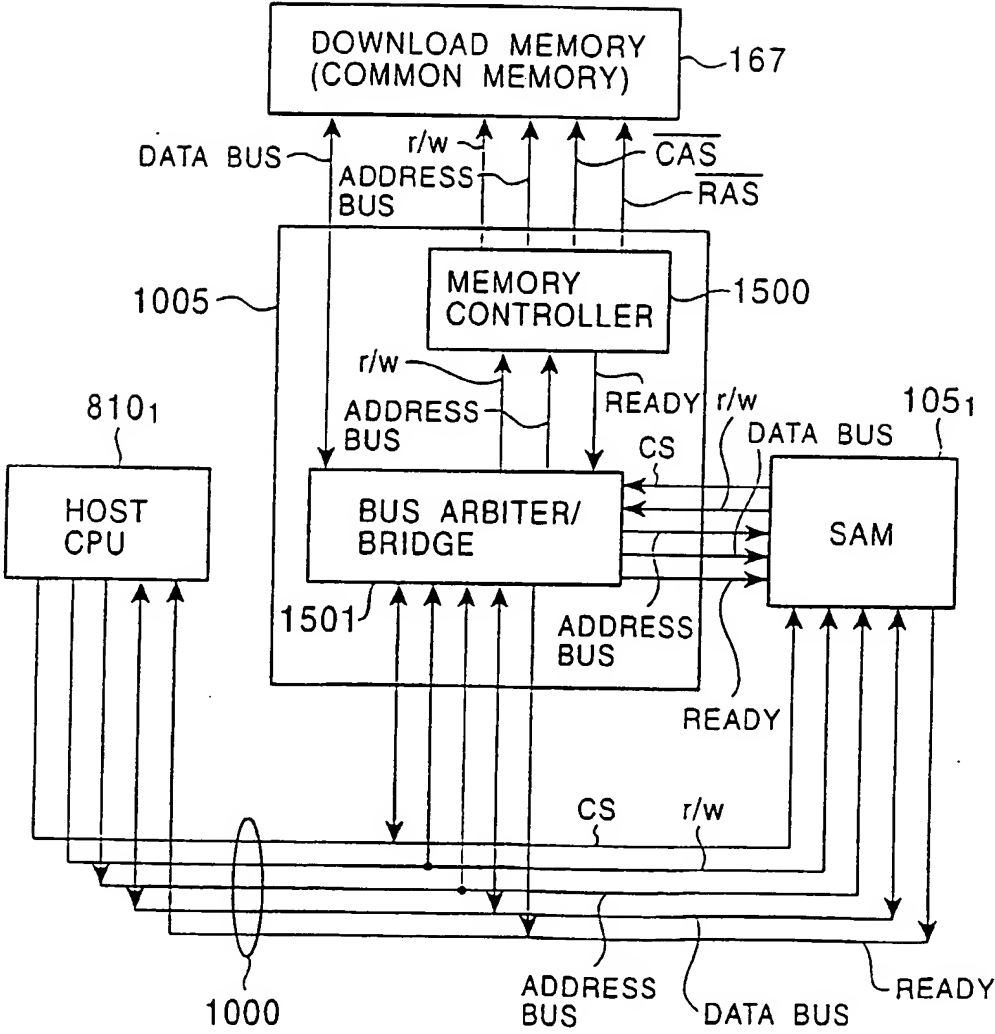 DOWNLOAD MEMORY
(COMMON MEMORY)
167
DATA BUS
r/w
ADDRESS
BUS
CAS
RAS
1005
MEMORY
CONTROLLER
1500
r/w
ADDRESS
BUS
READY
r/w
DATA BUS
CS
105₁
810₁
HOST
CPU
BUS ARBITER/
BRIDGE
SAM
1501
ADDRESS
BUS
READY
CS
r/w
1000
ADDRESS
BUS
DATA BUS
READY